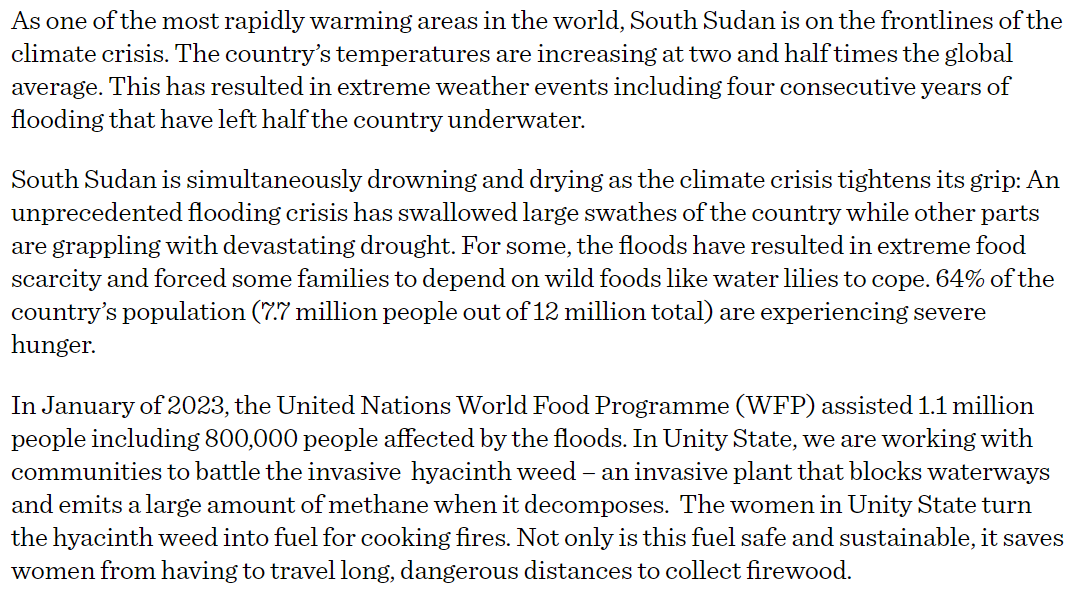 As one of the most rapidly warming areas in the world, South Sudan is on the frontlines of the
climate crisis. The country’s temperatures are increasing at two and half times the global
average. This has resulted in extreme weather events including four consecutive years of
flooding that have left half the country underwater.
South Sudan is simultaneously drowning and drying as the climate crisis tightens its grip: An
unprecedented flooding crisis has swallowed large swathes of the country while other parts
are grappling with devastating drought. For some, the floods have resulted in extreme food
scarcity and forced some families to depend on wild foods like water lilies to cope. 64% of the
country’s population (7.7 million people out of 12 million total) are experiencing severe
hunger.
In January of 2023, the United Nations World Food Programme (WFP) assisted 1.1 million
people including 800,000 people affected by the floods. In Unity State, we are working with
communities to battle the invasive  hyacinth weed – an invasive plant that blocks waterways
and emits a large amount of methane when it decomposes.  The women in Unity State turn
the hyacinth weed into fuel for cooking fires. Not only is this fuel safe and sustainable, it saves
women from having to travel long, dangerous distances to collect firewood.